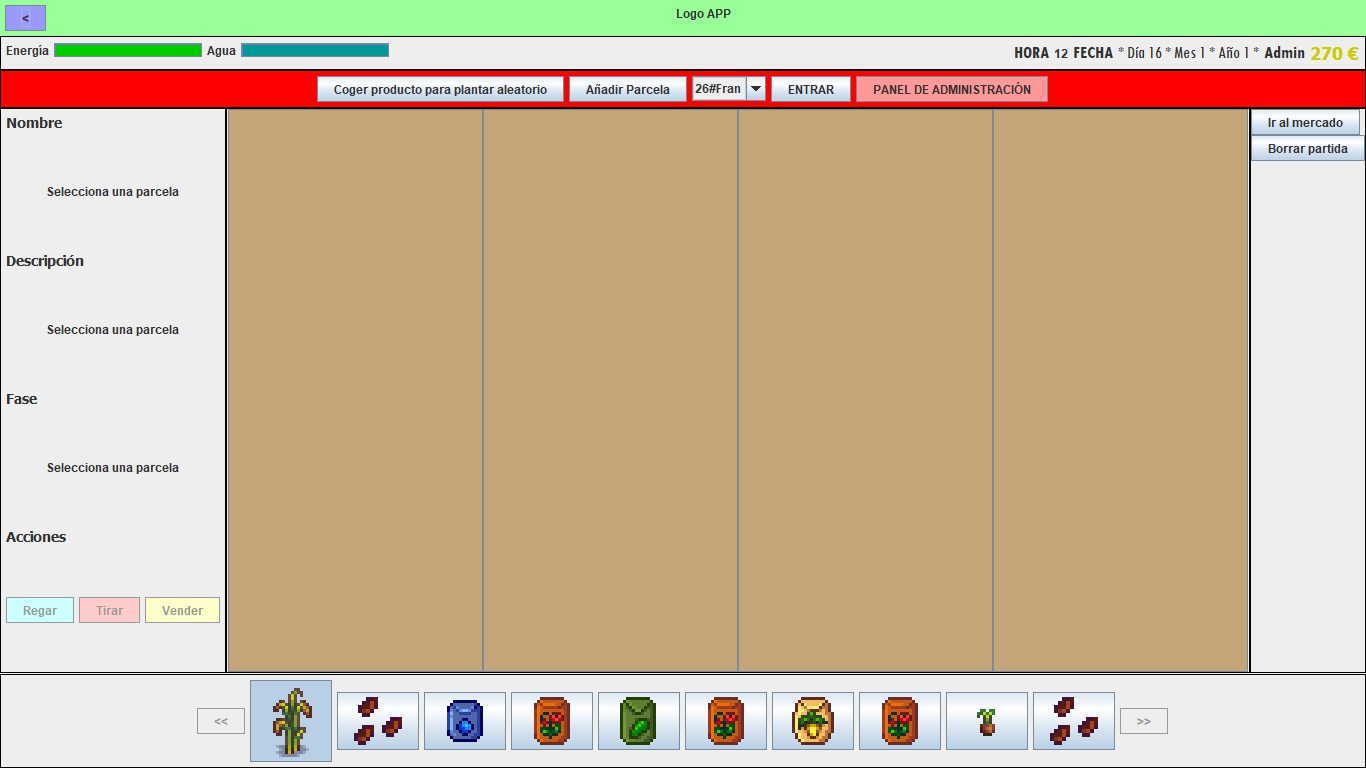 <
Logo APP
Energía
Agua
HORA 12 FECHA * Día 16 * Mes 1 * Año 1 * Admin 270 €
Coger producto para plantar aleatorio
Añadir Parcela
26#Fran
ENTRAR
PANEL DE ADMINISTRACIÓN
Nombre
Selecciona una parcela
Descripción
Selecciona una parcela
Fase
Selecciona una parcela
Acciones
Regar
Tirar
Vender
Ir al mercado
Borrar partida
<<
>>